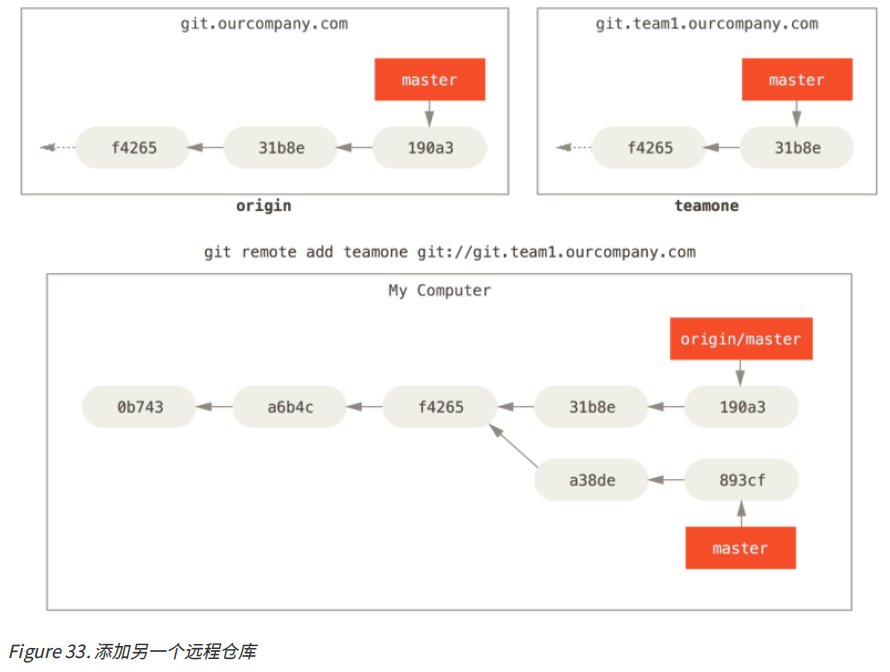 git.ourcompany.com
master
f4265
31b8e
190a3
origin
git.team1.ourcompany.com
master
f4265
31b8e
teamone
git remote add teamone git://git.team1.ourcompany.com
My Computer
origin/master
0b743
a6b4c
f4265
31b8e
190a3
a38de
893cf
master
Figure 33. 添加另一个远程仓库